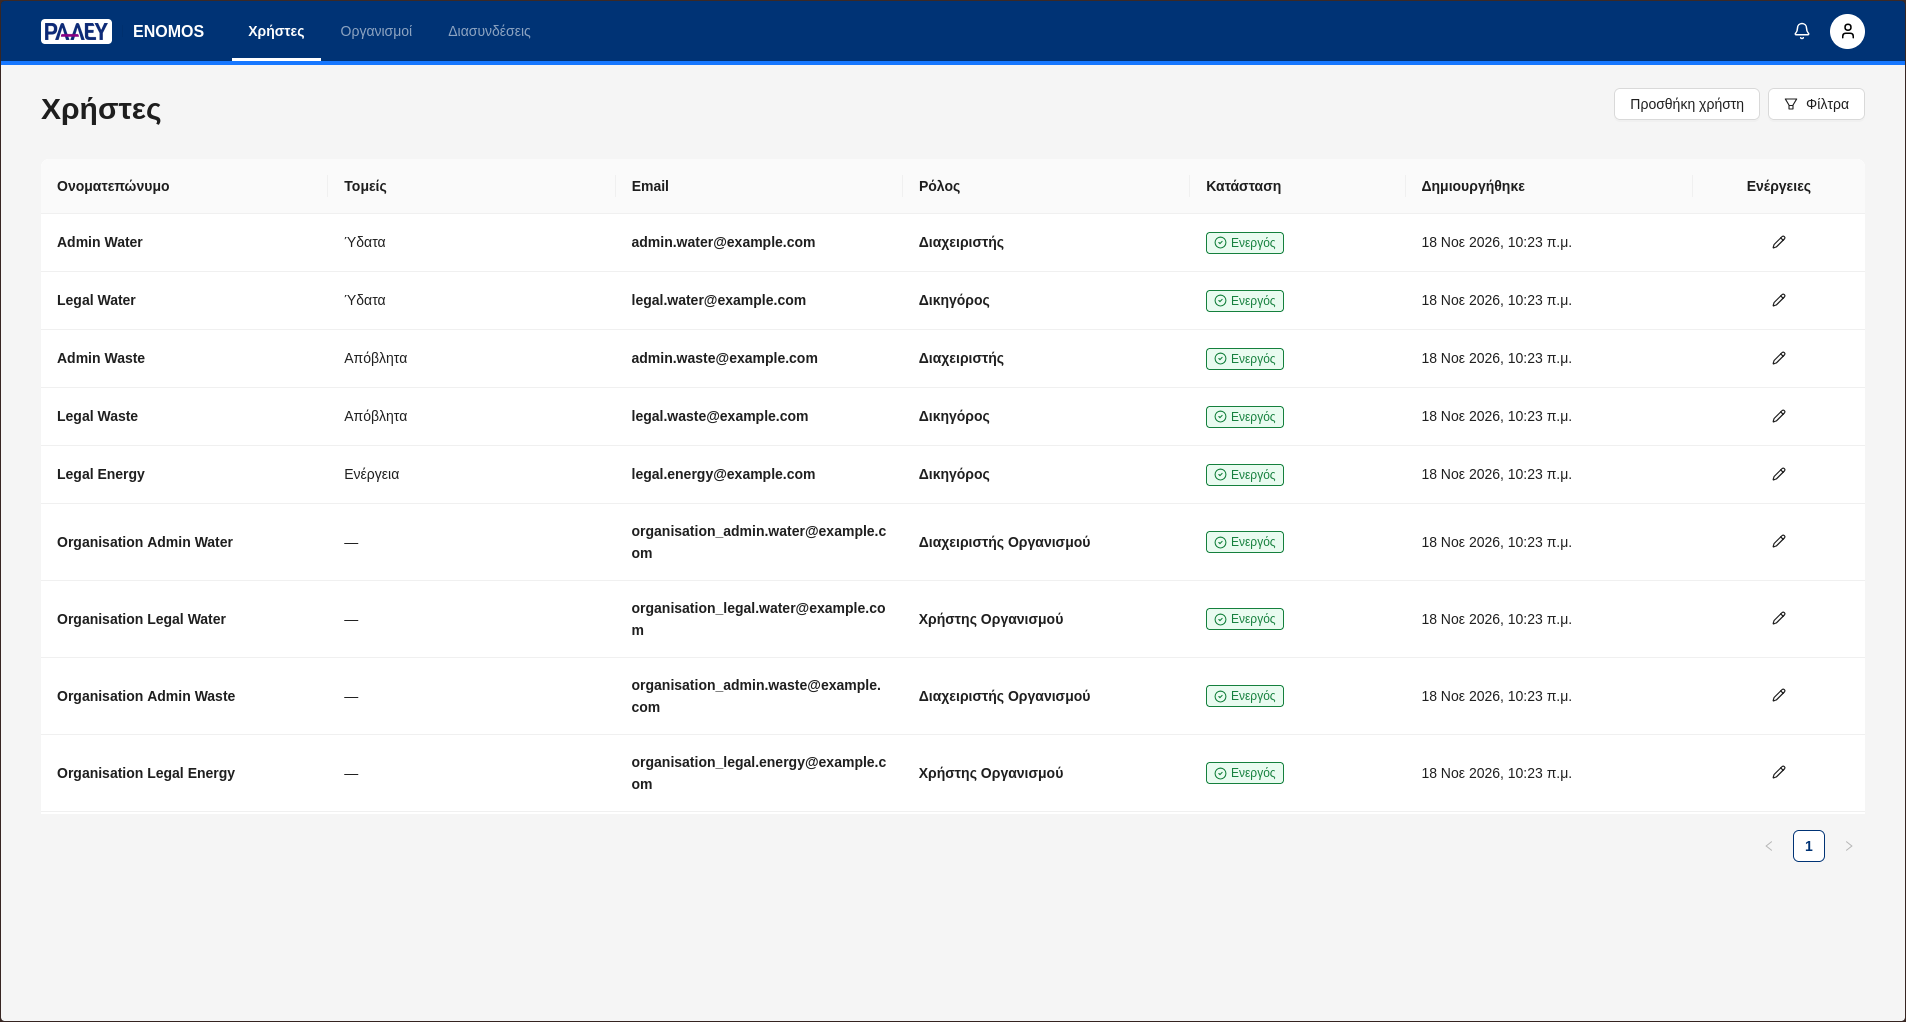 ΡΑΑΕΥ ENOMOS Χρήστες Οργανισμοί Διασυνδέσεις
Χρήστες
Προσθήκη χρήστη Φίλτρα
Ονοματεπώνυμο Τομείς Email Ρόλος Κατάσταση Δημιουργήθηκε Ενέργειες
Admin Water Ύδατα admin.water@example.com Διαχειριστής Ενεργός 18 Νοε 2026, 10:23 π.μ.
Legal Water Ύδατα legal.water@example.com Δικηγόρος Ενεργός 18 Νοε 2026, 10:23 π.μ.
Admin Waste Απόβλητα admin.waste@example.com Διαχειριστής Ενεργός 18 Νοε 2026, 10:23 π.μ.
Legal Waste Απόβλητα legal.waste@example.com Δικηγόρος Ενεργός 18 Νοε 2026, 10:23 π.μ.
Legal Energy Ενέργεια legal.energy@example.com Δικηγόρος Ενεργός 18 Νοε 2026, 10:23 π.μ.
Organisation Admin Water — organisation_admin.water@example.c
om Διαχειριστής Οργανισμού Ενεργός 18 Νοε 2026, 10:23 π.μ.
Organisation Legal Water — organisation_legal.water@example.co
m Χρήστης Οργανισμού Ενεργός 18 Νοε 2026, 10:23 π.μ.
Organisation Admin Waste — organisation_admin.waste@example.
com Διαχειριστής Οργανισμού Ενεργός 18 Νοε 2026, 10:23 π.μ.
Organisation Legal Energy — organisation_legal.energy@example.c
om Χρήστης Οργανισμού Ενεργός 18 Νοε 2026, 10:23 π.μ.
1